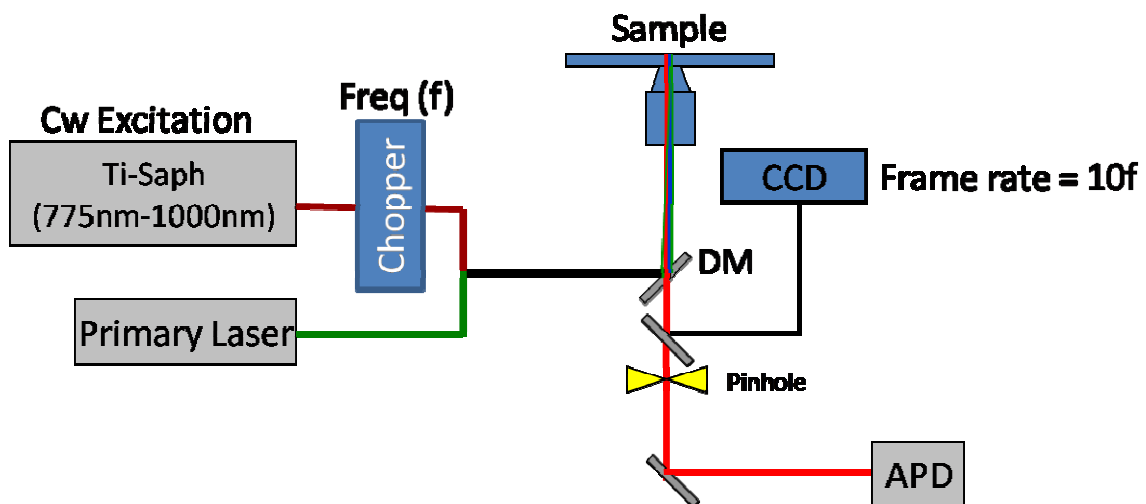 Sample
Freq (f)
Cw Excitation
Ti-Saph
(775nm-1000nm)
Chopper
CCD
Frame rate = 10f
DM
Primary Laser
Pinhole
APD